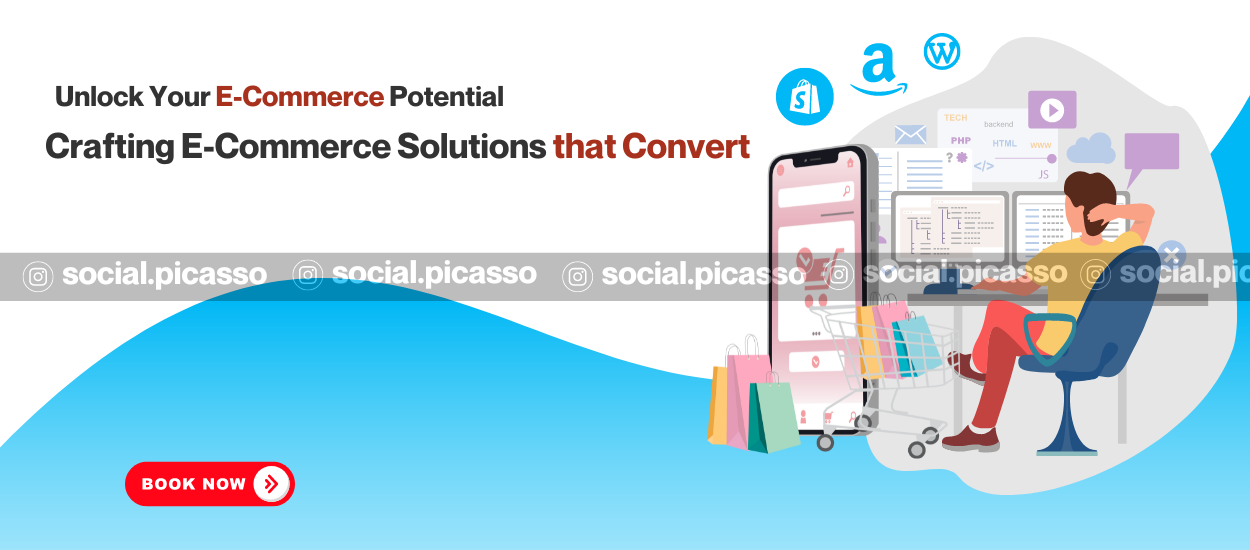 Unlock Your E-Commerce Potential
Crafting E-Commerce Solutions that Convert
TECH
backend
PHP
HTML
www
</>
JS
?
social.picasso social.picasso social.picasso social.picasso social.pic
BOOK NOW